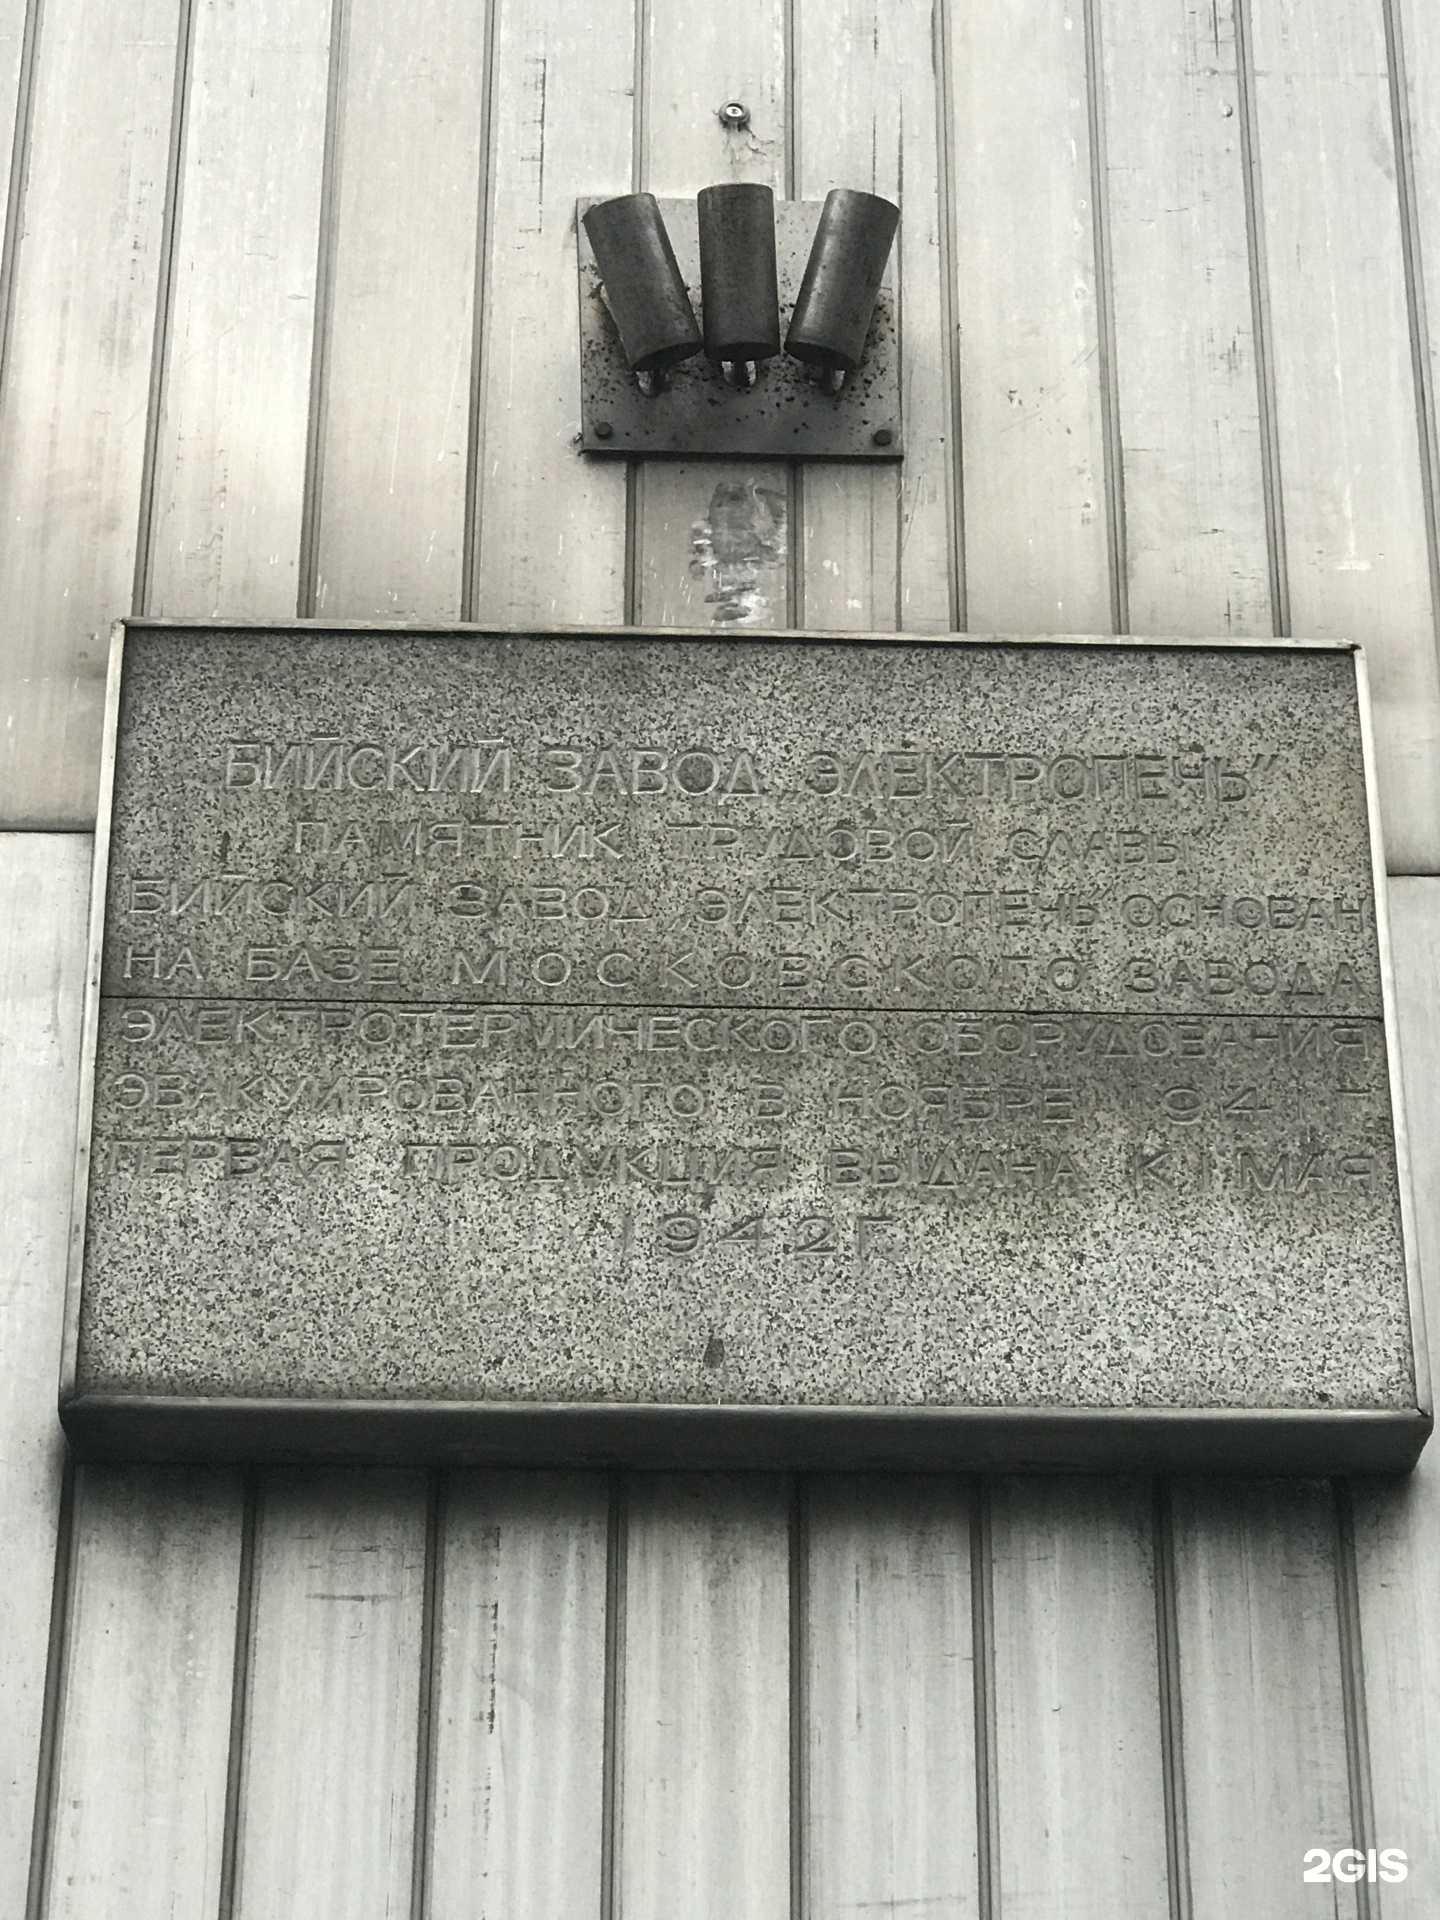 БИЙСКИЙ ЗАВОД „ЭЛЕКТРОПЕЧЬ”
„ПАМЯТНИК ТРУДОВОЙ СЛАВЫ“
БИЙСКИЙ ЗАВОД „ЭЛЕКТРОПЕЧЬ“ ОСНОВАН
НА БАЗЕ МОСКОВСКОГО ЗАВОДА
ЭЛЕКТРОТЕРМИЧЕСКОГО ОБОРУДОВАНИЯ
ЭВАКУИРОВАННОГО В НОЯБРЕ 1941 Г.
ПЕРВАЯ ПРОДУКЦИЯ ВЫДАНА К 1 МАЯ
1942 Г.
2GIS